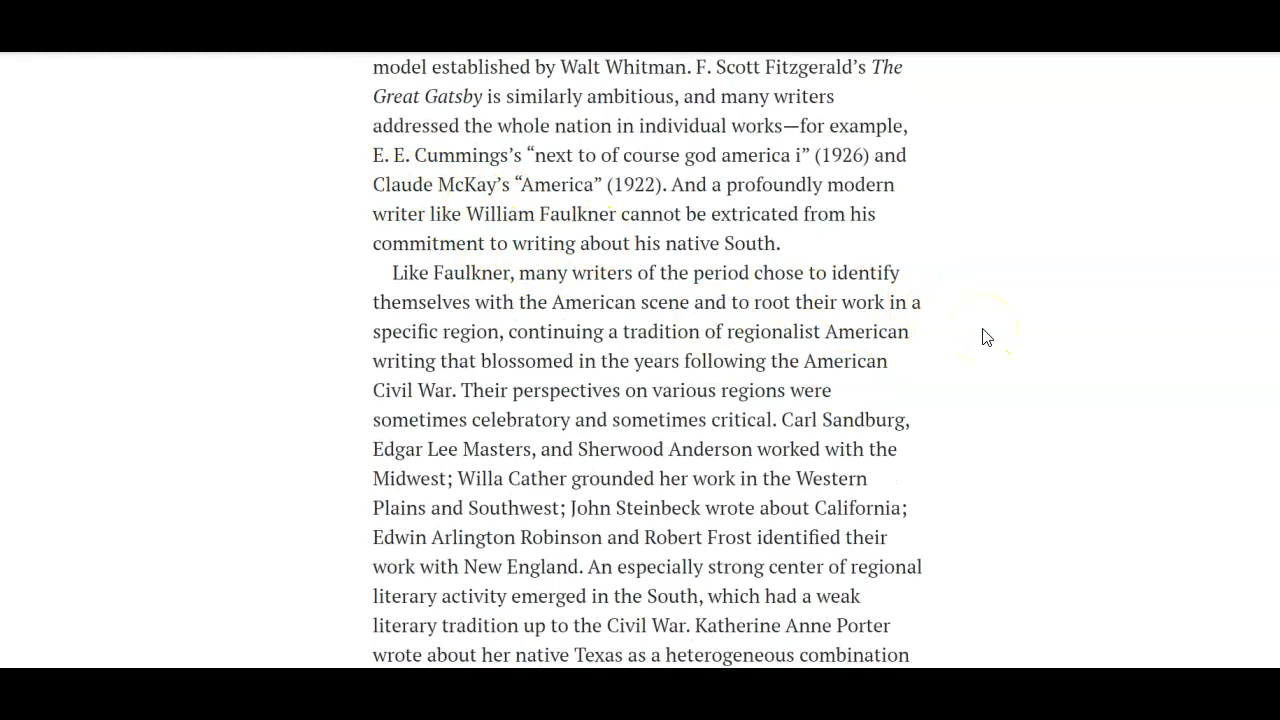 model established by Walt Whitman. F. Scott Fitzgerald’s The
Great Gatsby is similarly ambitious, and many writers
addressed the whole nation in individual works—for example,
E. E. Cummings’s “next to of course god america i” (1926) and
Claude McKay’s “America” (1922). And a profoundly modern
writer like William Faulkner cannot be extricated from his
commitment to writing about his native South.
Like Faulkner, many writers of the period chose to identify
themselves with the American scene and to root their work in a
specific region, continuing a tradition of regionalist American
writing that blossomed in the years following the American
Civil War. Their perspectives on various regions were
sometimes celebratory and sometimes critical. Carl Sandburg,
Edgar Lee Masters, and Sherwood Anderson worked with the
Midwest; Willa Cather grounded her work in the Western
Plains and Southwest; John Steinbeck wrote about California;
Edwin Arlington Robinson and Robert Frost identified their
work with New England. An especially strong center of regional
literary activity emerged in the South, which had a weak
literary tradition up to the Civil War. Katherine Anne Porter
wrote about her native Texas as a heterogeneous combination